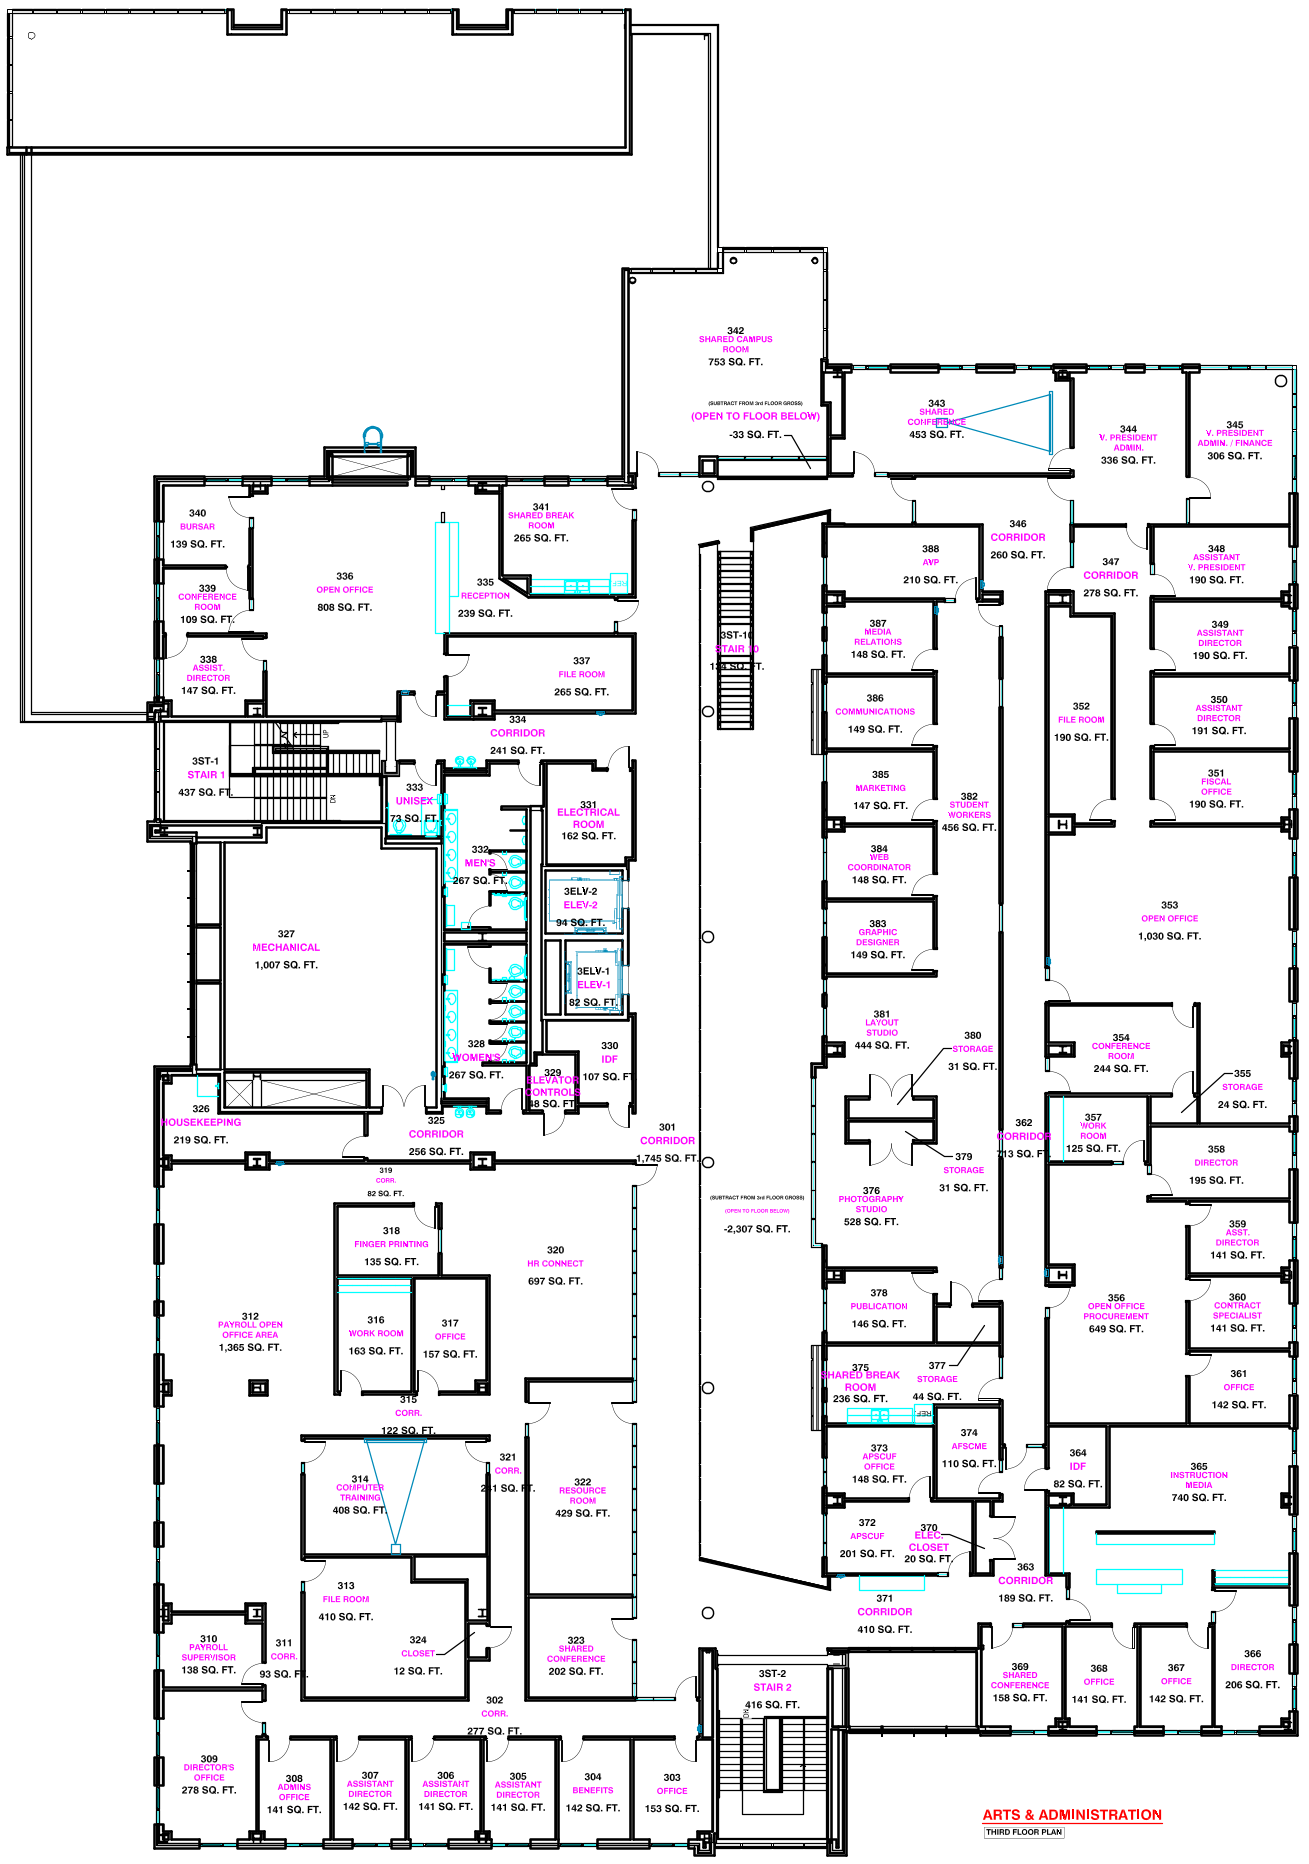 342
SHARED CAMPUS
ROOM
753 SQ. FT.
(SUBTRACT FROM 3rd FLOOR GROSS)
(OPEN TO FLOOR BELOW)
-33 SQ. FT.
343
SHARED
CONFERENCE
453 SQ. FT.
344
V. PRESIDENT
ADMIN.
336 SQ. FT.
345
V. PRESIDENT
ADMIN. / FINANCE
306 SQ. FT.
340
BURSAR
139 SQ. FT.
341
SHARED BREAK
ROOM
265 SQ. FT.
REF.
346
CORRIDOR
260 SQ. FT.
347
CORRIDOR
278 SQ. FT.
348
ASSISTANT
V. PRESIDENT
190 SQ. FT.
388
AVP
210 SQ. FT.
339
CONFERENCE
ROOM
109 SQ. FT.
336
OPEN OFFICE
808 SQ. FT.
335
RECEPTION
239 SQ. FT.
387
MEDIA
RELATIONS
148 SQ. FT.
349
ASSISTANT
DIRECTOR
190 SQ. FT.
338
ASSIST.
DIRECTOR
147 SQ. FT.
337
FILE ROOM
265 SQ. FT.
3ST-10
STAIR 10
134 SQ. FT.
386
COMMUNICATIONS
149 SQ. FT.
352
FILE ROOM
190 SQ. FT.
350
ASSISTANT
DIRECTOR
191 SQ. FT.
334
CORRIDOR
241 SQ. FT.
3ST-1
STAIR 1
437 SQ. FT.
UP
DN
333
UNISEX
73 SQ. FT.
331
ELECTRICAL
ROOM
162 SQ. FT.
385
MARKETING
147 SQ. FT.
382
STUDENT
WORKERS
456 SQ. FT.
351
FISCAL
OFFICE
190 SQ. FT.
332
MEN'S
267 SQ. FT.
384
WEB
COORDINATOR
148 SQ. FT.
3ELV-2
ELEV-2
94 SQ. FT.
353
OPEN OFFICE
1,030 SQ. FT.
327
MECHANICAL
1,007 SQ. FT.
383
GRAPHIC
DESIGNER
149 SQ. FT.
3ELV-1
ELEV-1
82 SQ. FT.
381
LAYOUT
STUDIO
444 SQ. FT.
380
STORAGE
31 SQ. FT.
354
CONFERENCE
ROOM
244 SQ. FT.
328
WOMEN'S
267 SQ. FT.
330
IDF
107 SQ. FT.
329
ELEVATOR
CONTROLS
48 SQ. FT.
355
STORAGE
24 SQ. FT.
326
HOUSEKEEPING
219 SQ. FT.
325
CORRIDOR
256 SQ. FT.
301
CORRIDOR
1,745 SQ. FT.
362
CORRIDOR
713 SQ. FT.
357
WORK
ROOM
125 SQ. FT.
358
DIRECTOR
195 SQ. FT.
379
STORAGE
31 SQ. FT.
319
CORR.
82 SQ. FT.
376
PHOTOGRAPHY
STUDIO
528 SQ. FT.
(SUBTRACT FROM 3rd FLOOR GROSS)
(OPEN TO FLOOR BELOW)
-2,307 SQ. FT.
318
FINGER PRINTING
135 SQ. FT.
320
HR CONNECT
697 SQ. FT.
359
ASST.
DIRECTOR
141 SQ. FT.
378
PUBLICATION
146 SQ. FT.
356
OPEN OFFICE
PROCUREMENT
649 SQ. FT.
360
CONTRACT
SPECIALIST
141 SQ. FT.
312
PAYROLL OPEN
OFFICE AREA
1,365 SQ. FT.
316
WORK ROOM
163 SQ. FT.
317
OFFICE
157 SQ. FT.
375
SHARED BREAK
ROOM
236 SQ. FT.
REF.
377
STORAGE
44 SQ. FT.
361
OFFICE
142 SQ. FT.
315
CORR.
122 SQ. FT.
373
APSCUF
OFFICE
148 SQ. FT.
374
AFSCME
110 SQ. FT.
364
IDF
82 SQ. FT.
365
INSTRUCTION
MEDIA
740 SQ. FT.
321
CORR.
241 SQ. FT.
314
COMPUTER
TRAINING
408 SQ. FT.
322
RESOURCE
ROOM
429 SQ. FT.
372
APSCUF
201 SQ. FT.
370
ELEC.
CLOSET
20 SQ. FT.
363
CORRIDOR
189 SQ. FT.
313
FILE ROOM
410 SQ. FT.
371
CORRIDOR
410 SQ. FT.
310
PAYROLL
SUPERVISOR
138 SQ. FT.
311
CORR.
93 SQ. FT.
324
CLOSET
12 SQ. FT.
323
SHARED
CONFERENCE
202 SQ. FT.
3ST-2
STAIR 2
416 SQ. FT.
DN
369
SHARED
CONFERENCE
158 SQ. FT.
368
OFFICE
141 SQ. FT.
367
OFFICE
142 SQ. FT.
366
DIRECTOR
206 SQ. FT.
302
CORR.
277 SQ. FT.
309
DIRECTOR'S
OFFICE
278 SQ. FT.
308
ADMINS
OFFICE
141 SQ. FT.
307
ASSISTANT
DIRECTOR
142 SQ. FT.
306
ASSISTANT
DIRECTOR
141 SQ. FT.
305
ASSISTANT
DIRECTOR
141 SQ. FT.
304
BENEFITS
142 SQ. FT.
303
OFFICE
153 SQ. FT.
ARTS & ADMINISTRATION
THIRD FLOOR PLAN